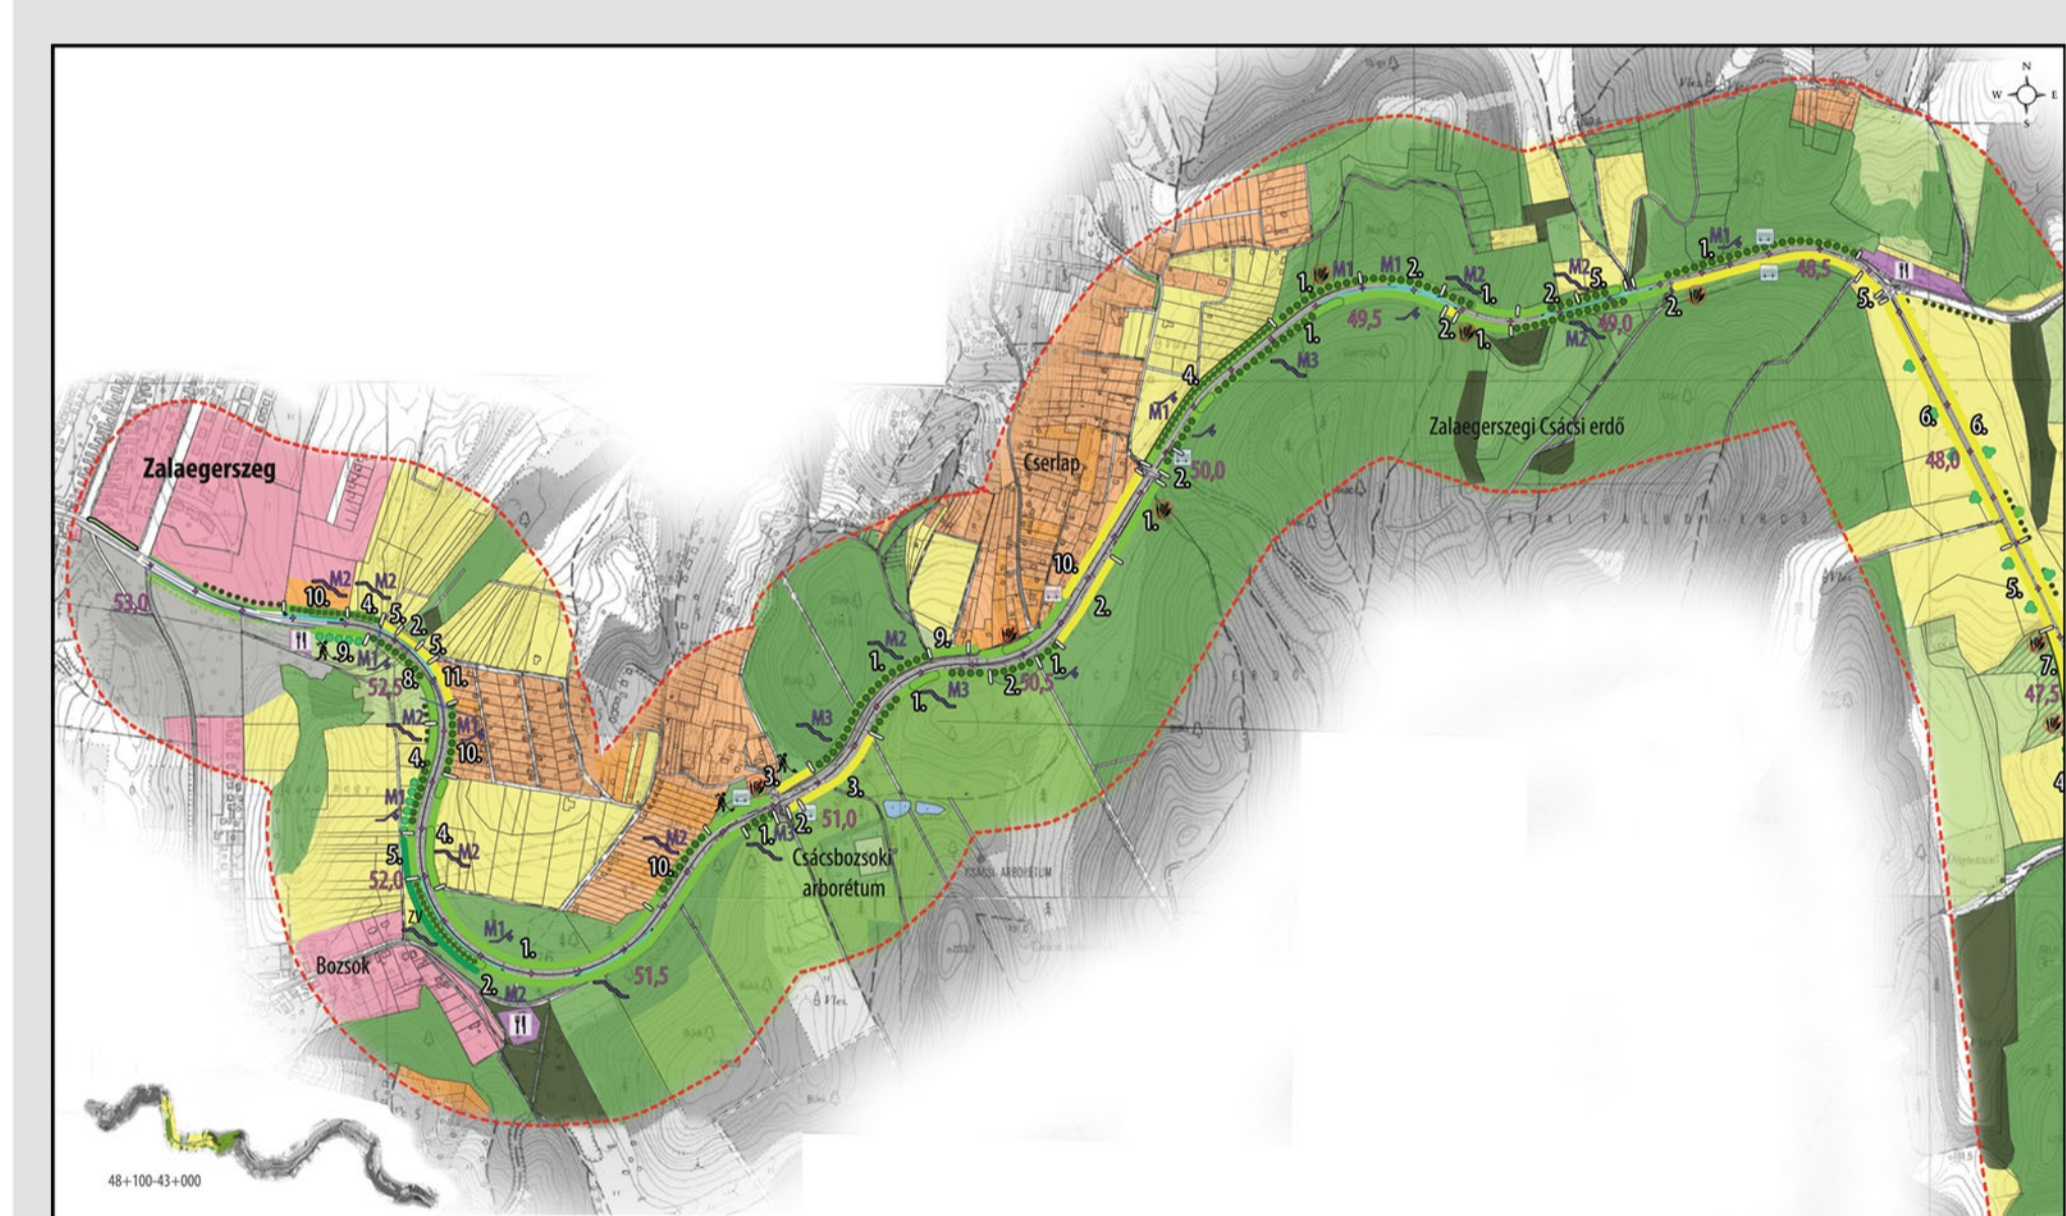 N
W
E
S
1.
M1
48,5
5.
2.
M2
5.
2.
49,0
M2
1.
M1
M1
2.
M2
1.
49,5
2.
1.
1.
M3
4.
M1
50,0
2.
1.
Zalaegerszegi Csácsi erdő
6.
6.
48,0
5.
7.
47,5
4
Cserlap
10.
2.
9.
M2
1.
1.
50,5
2.
M3
1.
M3
3.
3.
51,0
2.
1.
M3
Csácsbozsoki
arborétum
CSÁCSI ARBORÉTUM
Zalaegerszeg
53,0
M2
M2
10.
4.
5.
2.
5.
9.
M1
8.
11.
52,5
M2
M1
4.
10.
M1
4.
5.
M2
52,0
ZV
M1
1.
M2
10.
51,5
2.
M2
Bozsok
48+100-43+000